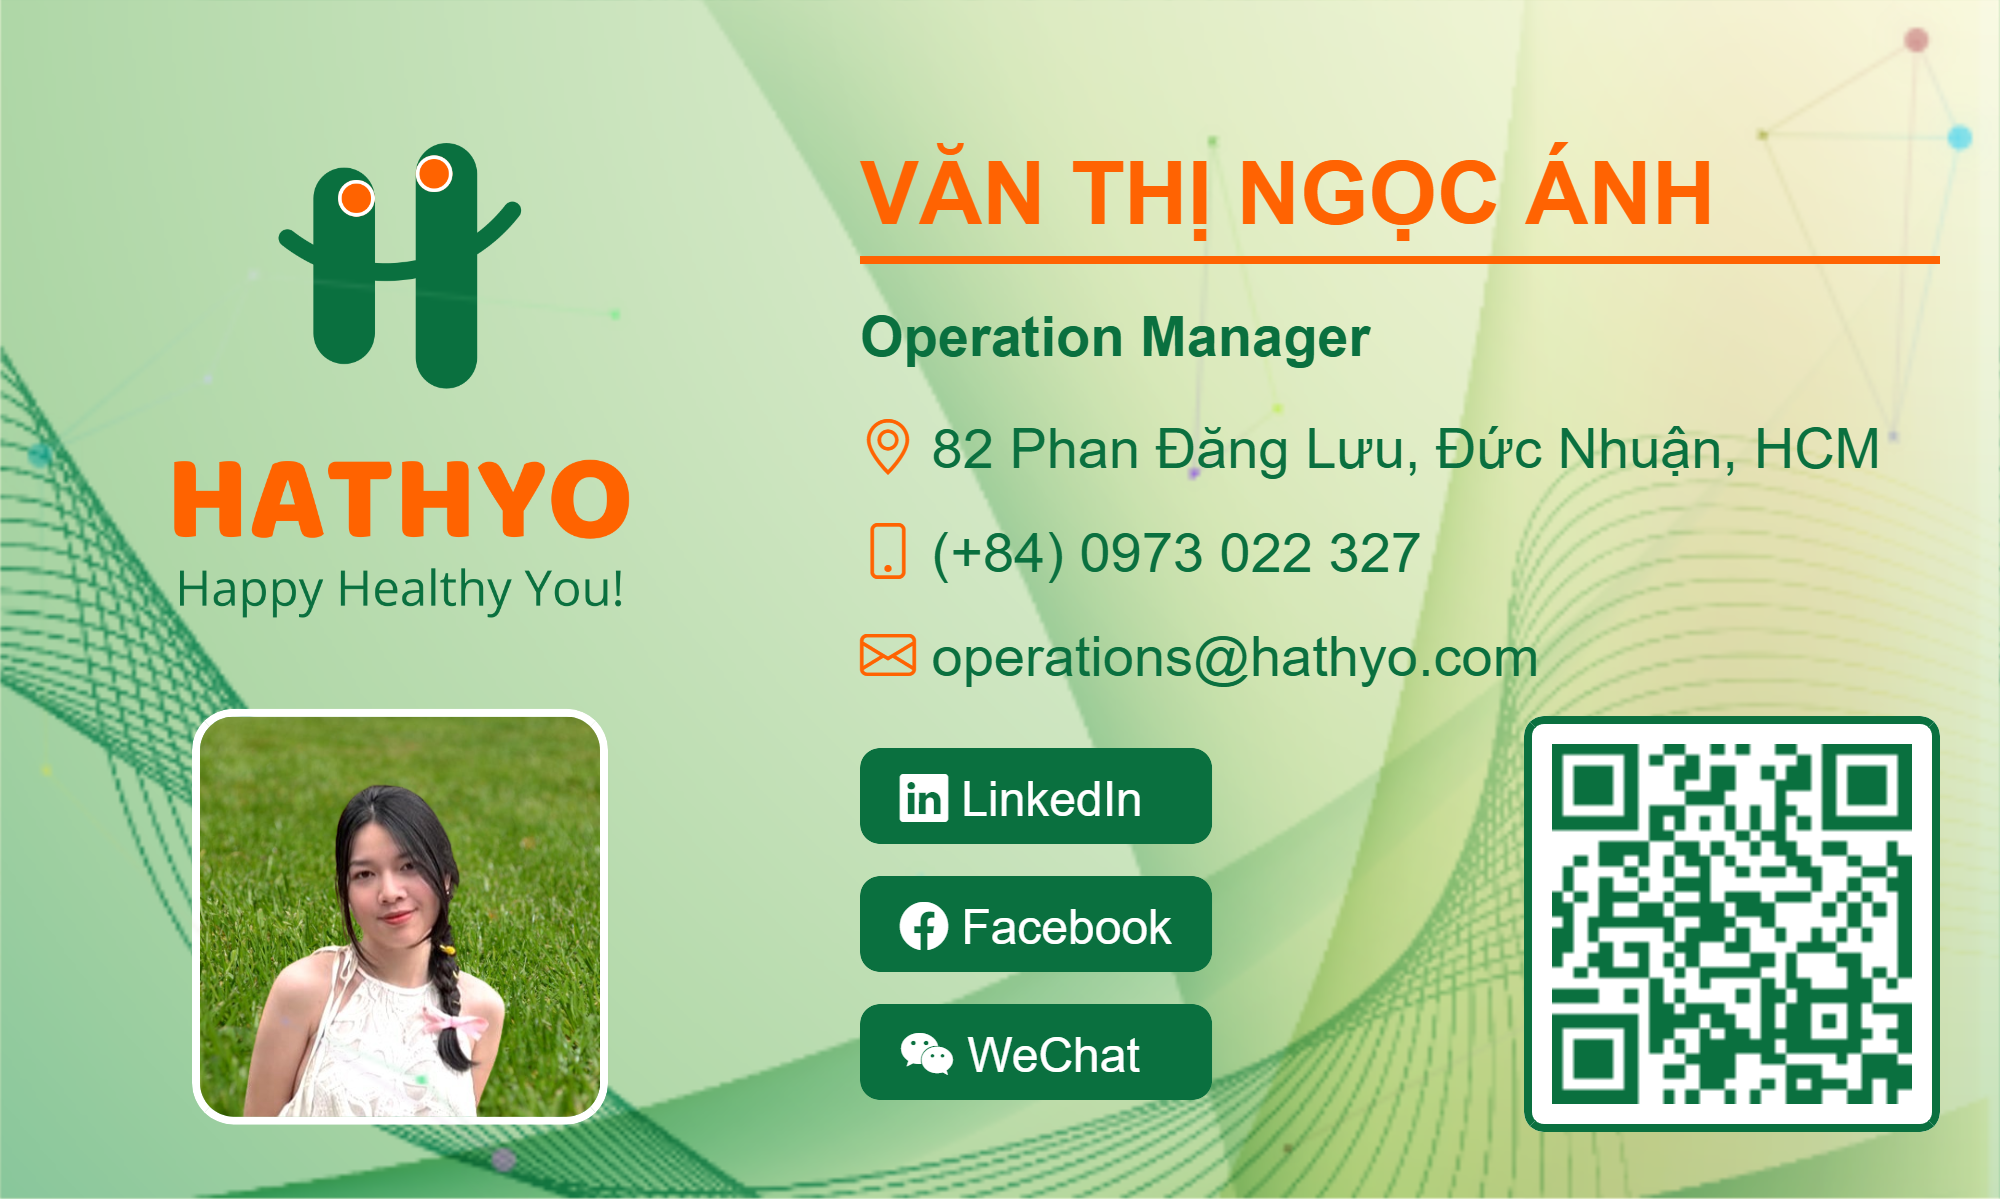 HATHYO
Happy Healthy You!
VĂN THỊ NGỌC ÁNH
Operation Manager
82 Phan Đăng Lưu, Đức Nhuận, HCM
(+84) 0973 022 327
operations@hathyo.com
LinkedIn
Facebook
WeChat